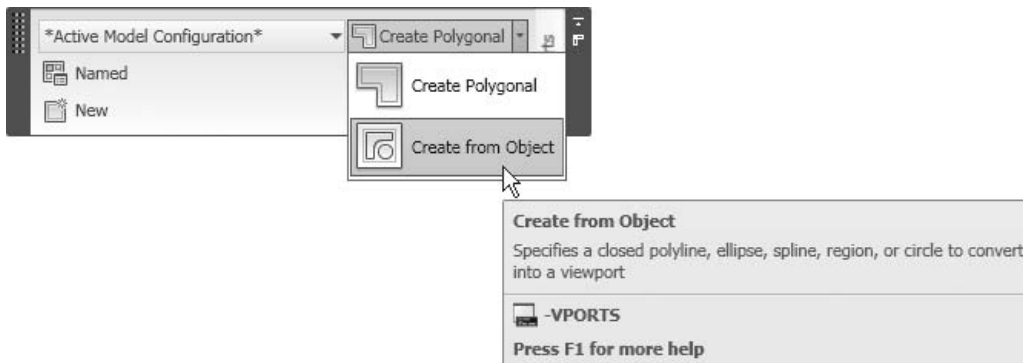 *Active Model Configuration*
Create Polygonal
Named
New
Create Polygonal
Create from Object
Create from Object
Specifies a closed polyline, ellipse, spline, region, or circle to convert
into a viewport
-VPORTS
Press F1 for more help